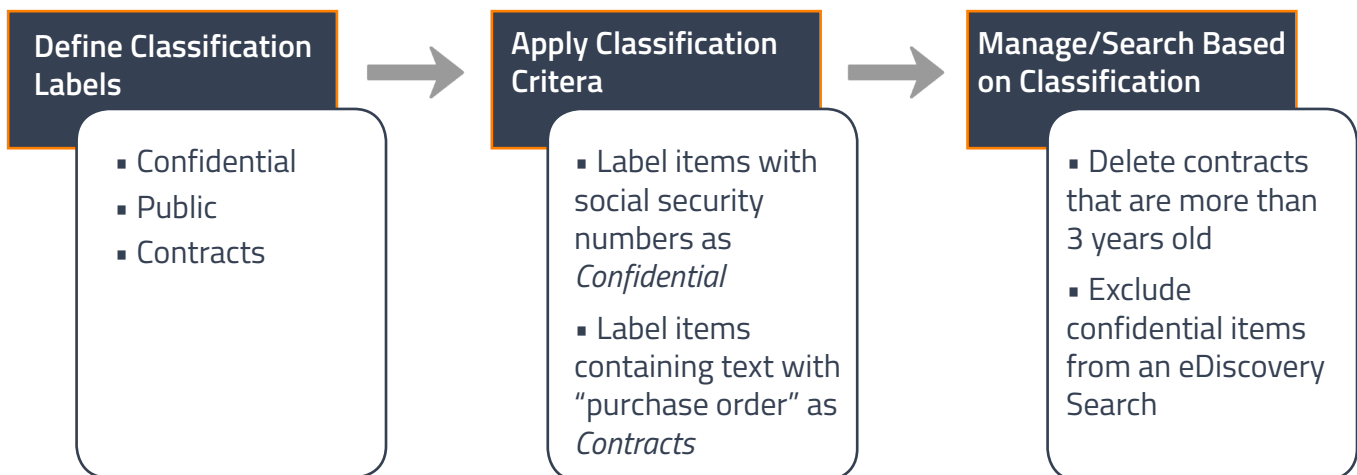 Define Classification
Labels
▪ Confidential
▪ Public
▪ Contracts
Apply Classification
Critera
▪ Label items with
social security
numbers as
Confidential
▪ Label items
containing text with
“purchase order” as
Contracts
Manage/Search Based
on Classification
▪ Delete contracts
that are more than
3 years old
▪ Exclude
confidential items
from an eDiscovery
Search